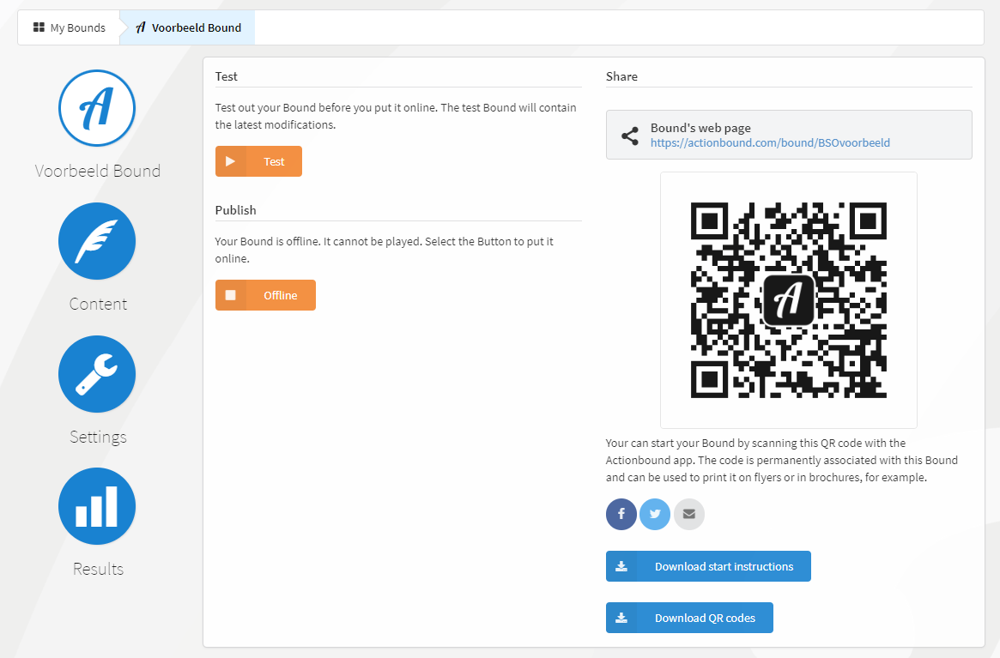 My Bounds
Voorbeeld Bound
Voorbeeld Bound
Content
Settings
Results
Test
Test out your Bound before you put it online. The test Bound will contain
the latest modifications.
Test
Publish
Your Bound is offline. It cannot be played. Select the Button to put it
online.
Offline
Share
Bound's web page
https://actionbound.com/bound/BSOvoorbeeld
Your can start your Bound by scanning this QR code with the
Actionbound app. The code is permanently associated with this Bound
and can be used to print it on flyers or in brochures, for example.
Download start instructions
Download QR codes